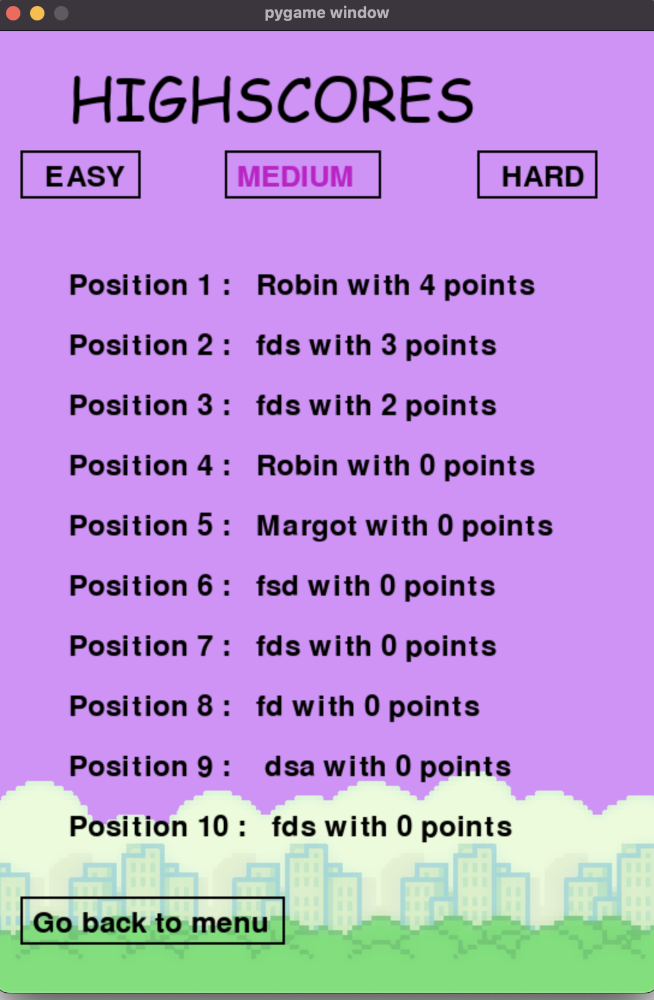 pygame window
HIGHSCORES
EASY MEDIUM HARD
Position 1 : Robin with 4 points
Position 2 : fds with 3 points
Position 3 : fds with 2 points
Position 4 : Robin with 0 points
Position 5 : Margot with 0 points
Position 6 : fsd with 0 points
Position 7 : fds with 0 points
Position 8 : fd with 0 points
Position 9 : dsa with 0 points
Position 10 : fds with 0 points
Go back to menu